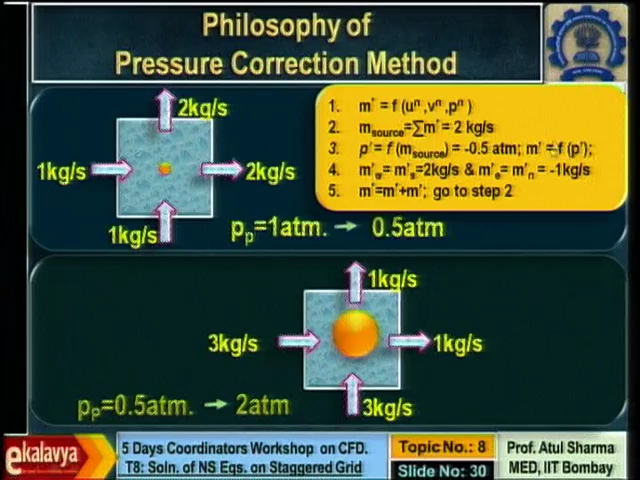 Philosophy of
Pressure Correction Method
2kg/s
1kg/s
2kg/s
1kg/s
pp=1atm. → 0.5atm
1. m* = f (uⁿ ,vⁿ ,pⁿ )
2. msource=∑m*= 2 kg/s
3. p'= f (msource) = -0.5 atm; m' = f (p');
4. m'w= m's=2kg/s & m'e= m'n = -1kg/s
5. m*=m*+m'; go to step 2
1kg/s
3kg/s
1kg/s
3kg/s
pp=0.5atm. → 2atm
ekalavya
5 Days Coordinators Workshop on CFD.
T8: Soln. of NS Eqs. on Staggered Grid
Topic No.: 8
Slide No: 30
Prof. Atul Sharma
MED, IIT Bombay